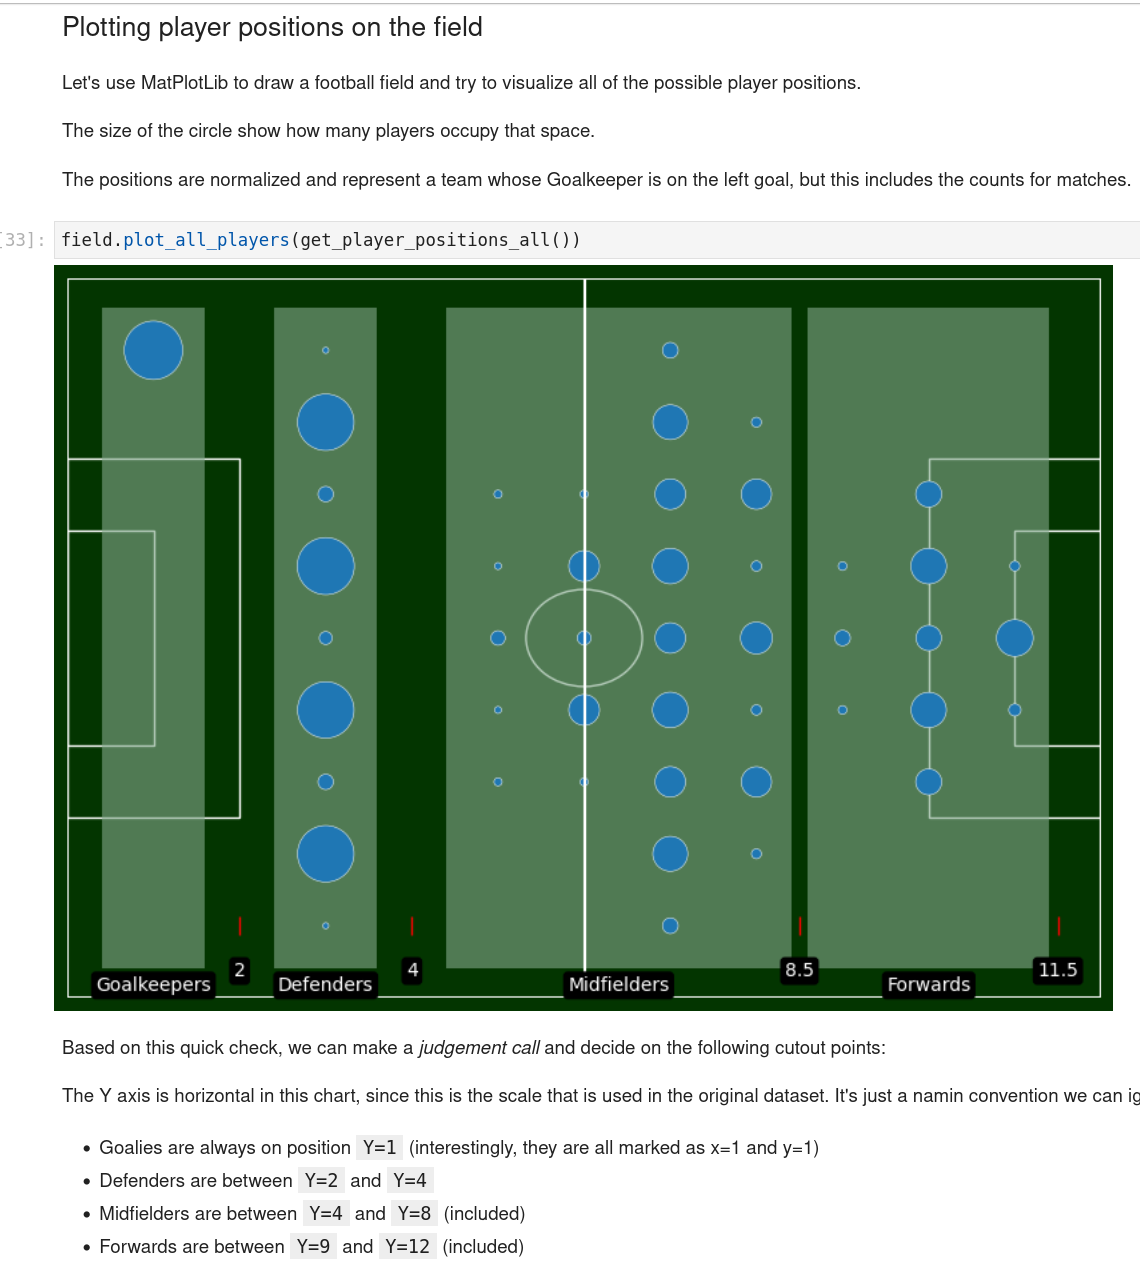 Plotting player positions on the field
Let's use MatPlotLib to draw a football field and try to visualize all of the possible player positions.
The size of the circle show how many players occupy that space.
The positions are normalized and represent a team whose Goalkeeper is on the left goal, but this includes the counts for matches.
[33]: field.plot_all_players(get_player_positions_all())
2 4 8.5 11.5
Goalkeepers Defenders Midfielders Forwards
Based on this quick check, we can make a judgement call and decide on the following cutout points:
The Y axis is horizontal in this chart, since this is the scale that is used in the original dataset. It's just a namin convention we can ig
• Goalies are always on position Y=1 (interestingly, they are all marked as x=1 and y=1)
• Defenders are between Y=2 and Y=4
• Midfielders are between Y=4 and Y=8 (included)
• Forwards are between Y=9 and Y=12 (included)